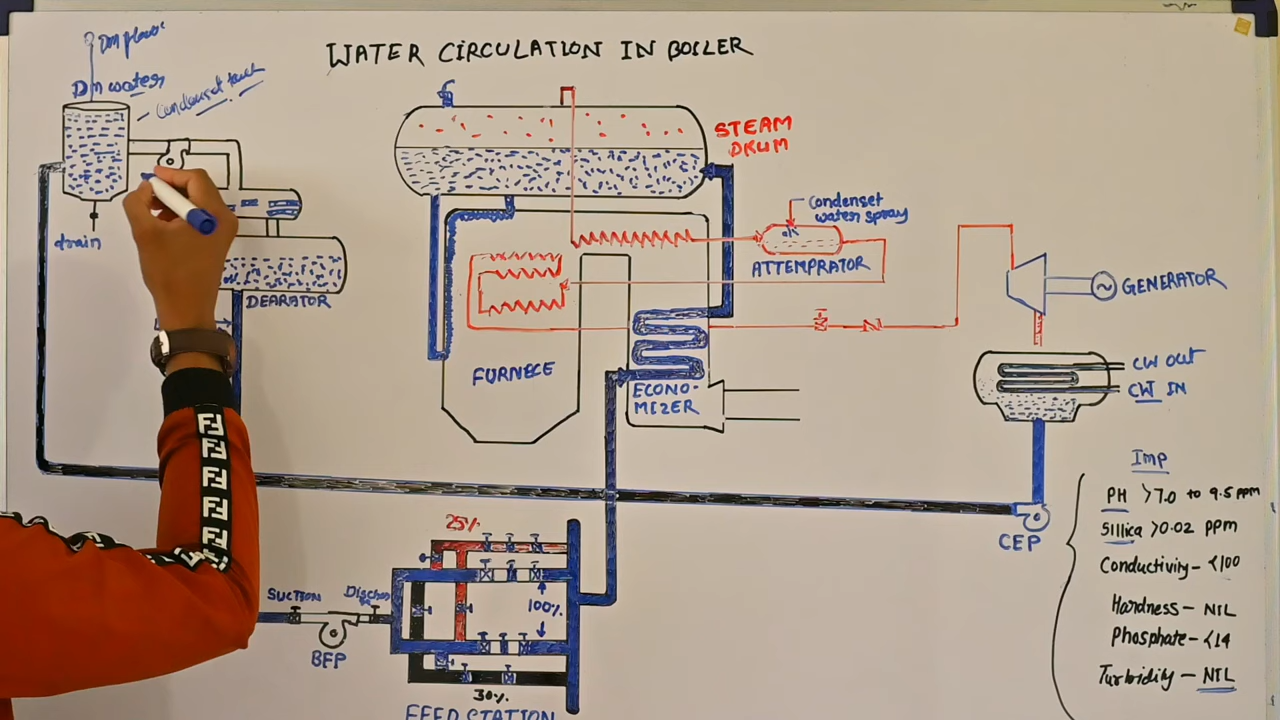 WATER CIRCULATION IN BOILER
DM plant
Dm water
Condenset tank
drain
DEARATOR
STEAM
DRUM
condenset
water spray
ATTEMPRATOR
GENERATOR
FURNECE
ECONO-
MIZER
CW OUT
CW IN
CEP
Imp
PH >7.0 to 9.5 ppm
Sillica >0.02 ppm
Conductivity - <100
Hardness - NIL
Phosphate - <14
Turbidity - NIL
25%
100%
30%
SUCTION
BFP
FEED STATION